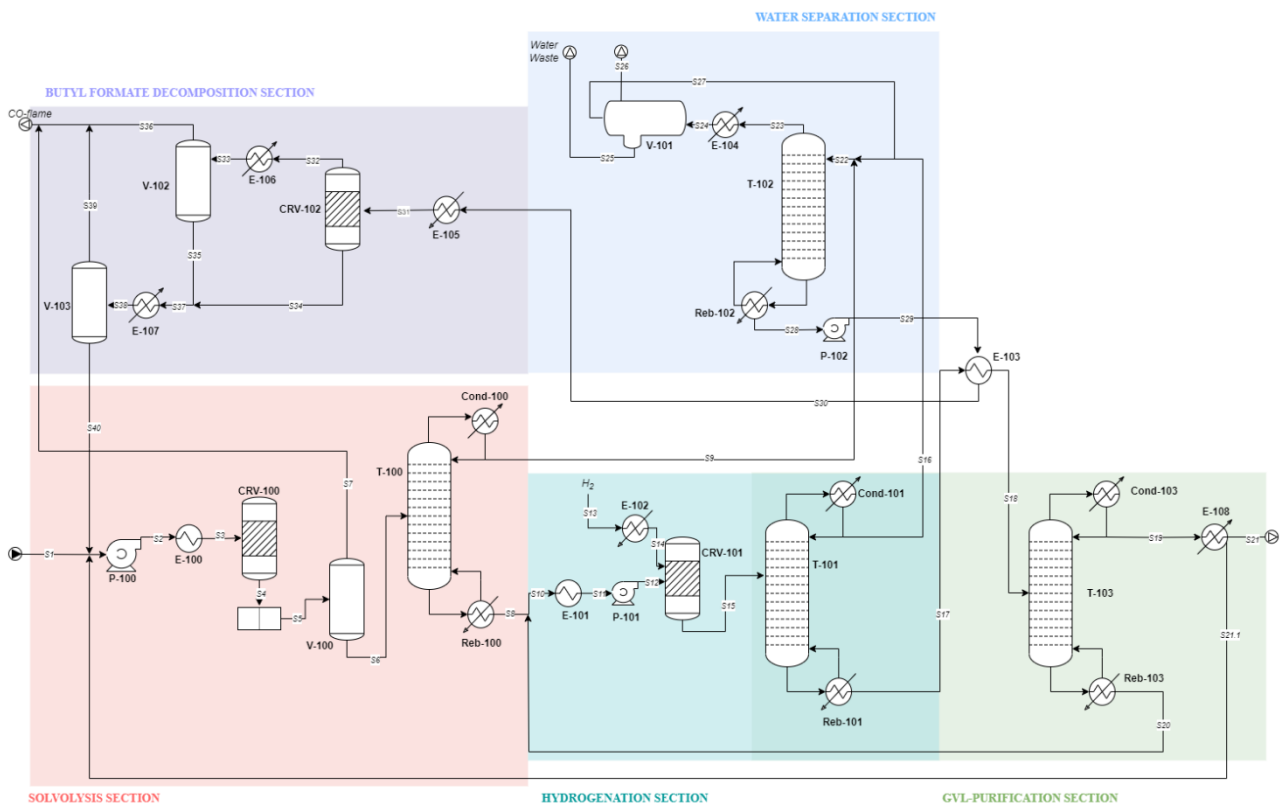 WATER SEPARATION SECTION
Water
Waste
S26
S27
BUTYL FORMATE DECOMPOSITION SECTION
CO-flame
S36
S24
S23
V-101
E-104
S25
S22
S33
S32
E-106
V-102
T-102
CRV-102
S31
E-105
S39
S35
V-103
S38
S37
S34
E-107
Reb-102
S28
S29
P-102
E-103
S30
Cond-100
S40
S9
S16
T-100
S7
H2
S13
CRV-100
E-102
Cond-101
S18
Cond-103
E-108
S1
S2
S3
P-100
E-100
S14
CRV-101
S19
S21
T-101
S4
S12
T-103
S10
S11
S15
S5
V-100
S8
E-101
P-101
S17
S21.1
Reb-100
S6
Reb-103
Reb-101
S20
SOLVOLYSIS SECTION
HYDROGENATION SECTION
GVL-PURIFICATION SECTION
C
C
C